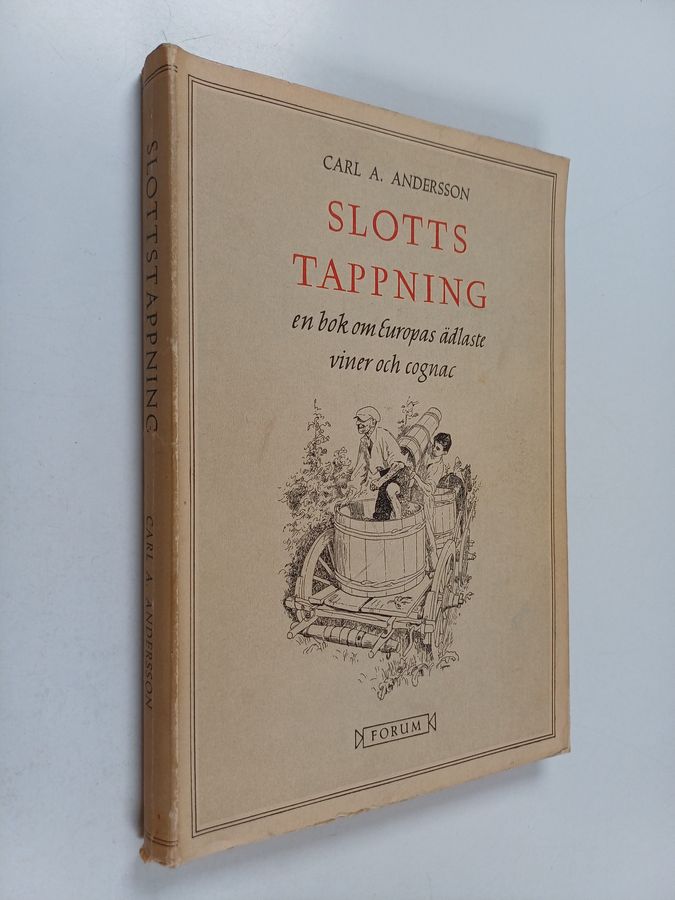 SLOTTSTAPPNING
CARL A. ANDERSSON
CARL A. ANDERSSON
SLOTTS
TAPPNING
en bok om Europas ädlaste
viner och cognac
FORUM